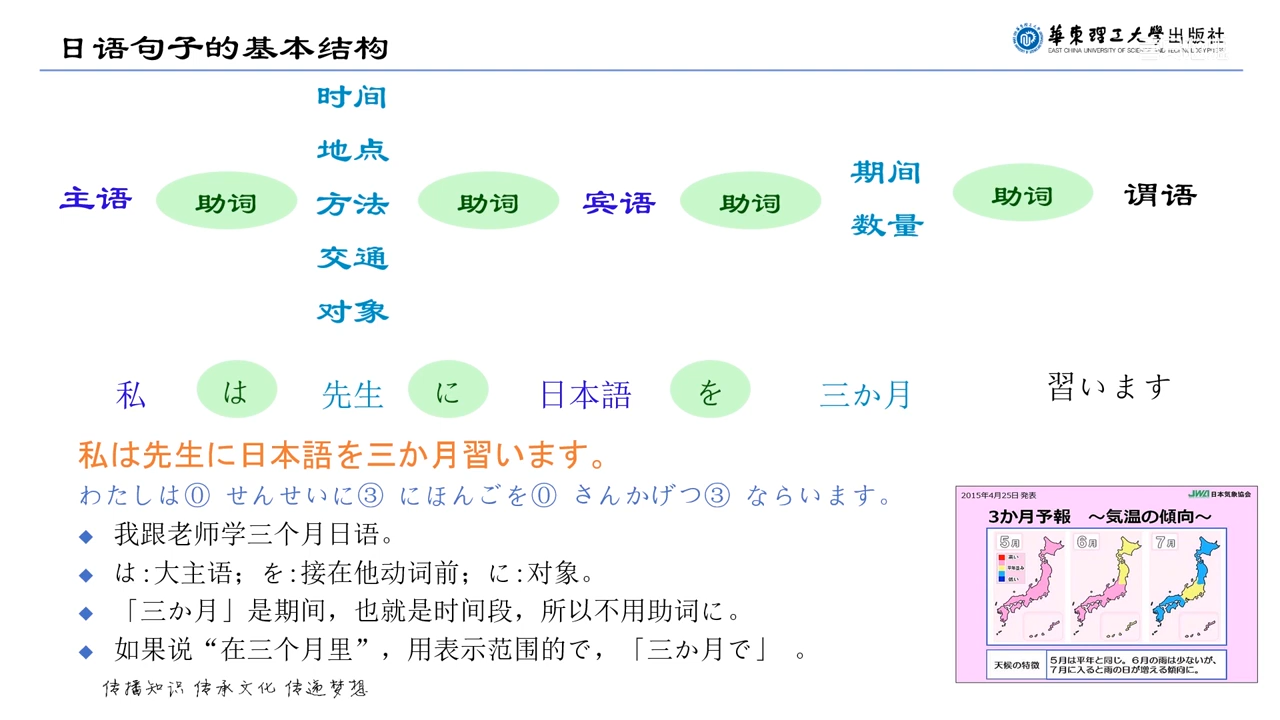 日语句子的基本结构
華東理工大學出版社
时间
地点
主语 助词 方法 助词 宾语 助词 期间 数量 助词 谓语
交通
对象
私 は 先生 に 日本語 を 三か月 習います
私は先生に日本語を三か月習います。
わたしは⓪ せんせいに③ にほんごを⓪ さんかげつ③ ならいます。
◆ 我跟老师学三个月日语。
◆ は:大主语；を:接在他动词前；に:对象。
◆ 「三か月」是期间，也就是时间段，所以不用助词に。
◆ 如果说“在三个月里”，用表示范围的で，「三か月で」 。
传播知识 传承文化 传递梦想
2015年4月25日 発表 JWA 日本気象協会
3か月予報 ～気温の傾向～
5月 6月 7月
高い
平年並み
低い
天候の特徴
5月は平年と同じ。6月の雨は少ないが、
7月に入ると雨の日が増える傾向に。